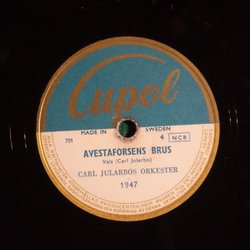 Cupol
MADE IN SWEDEN
701 4 NCB
AVESTAFORSENS BRUS
Vals (Carl Jularbo)
CARL JULARBOS ORKESTER
1947